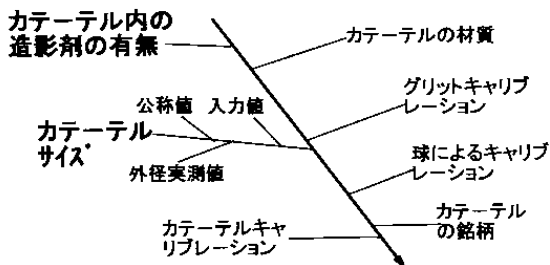 カテーテル内の
造影剤の有無
カテーテルの材質
グリットキャリブ
レーション
公称値
入力値
カテーテル
サイズ
外径実測値
球によるキャリブ
レーション
カテーテル
の銘柄
カテーテルキャ
リブレーション